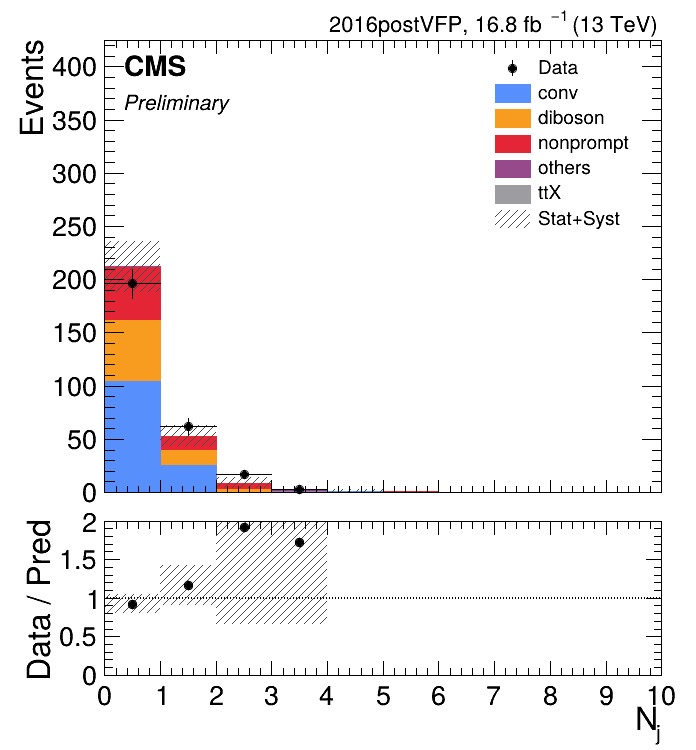 2016postVFP, 16.8 fb⁻¹ (13 TeV)
Events
CMS
Preliminary
Data
conv
diboson
nonprompt
others
ttX
Stat+Syst
400
350
300
250
200
150
100
50
0
Data / Pred
2
1.5
1
0.5
0
0 1 2 3 4 5 6 7 8 9 10
N_j